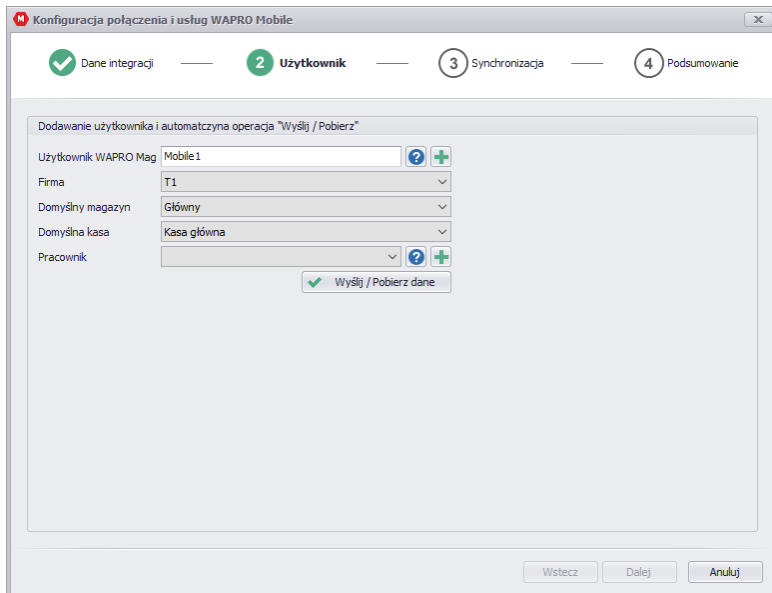 M Konfiguracja połączenia i usług WAPRO Mobile
Dane integracji 2 Użytkownik 3 Synchronizacja 4 Podsumowanie
Dodawanie użytkownika i automatczyna operacja "Wyślij / Pobierz"
Użytkownik WAPRO Mag Mobile1 ?
Firma T1
Domyślny magazyn Główny
Domyślna kasa Kasa główna
Pracownik ?
Wyślij / Pobierz dane
Wstecz Dalej Anuluj